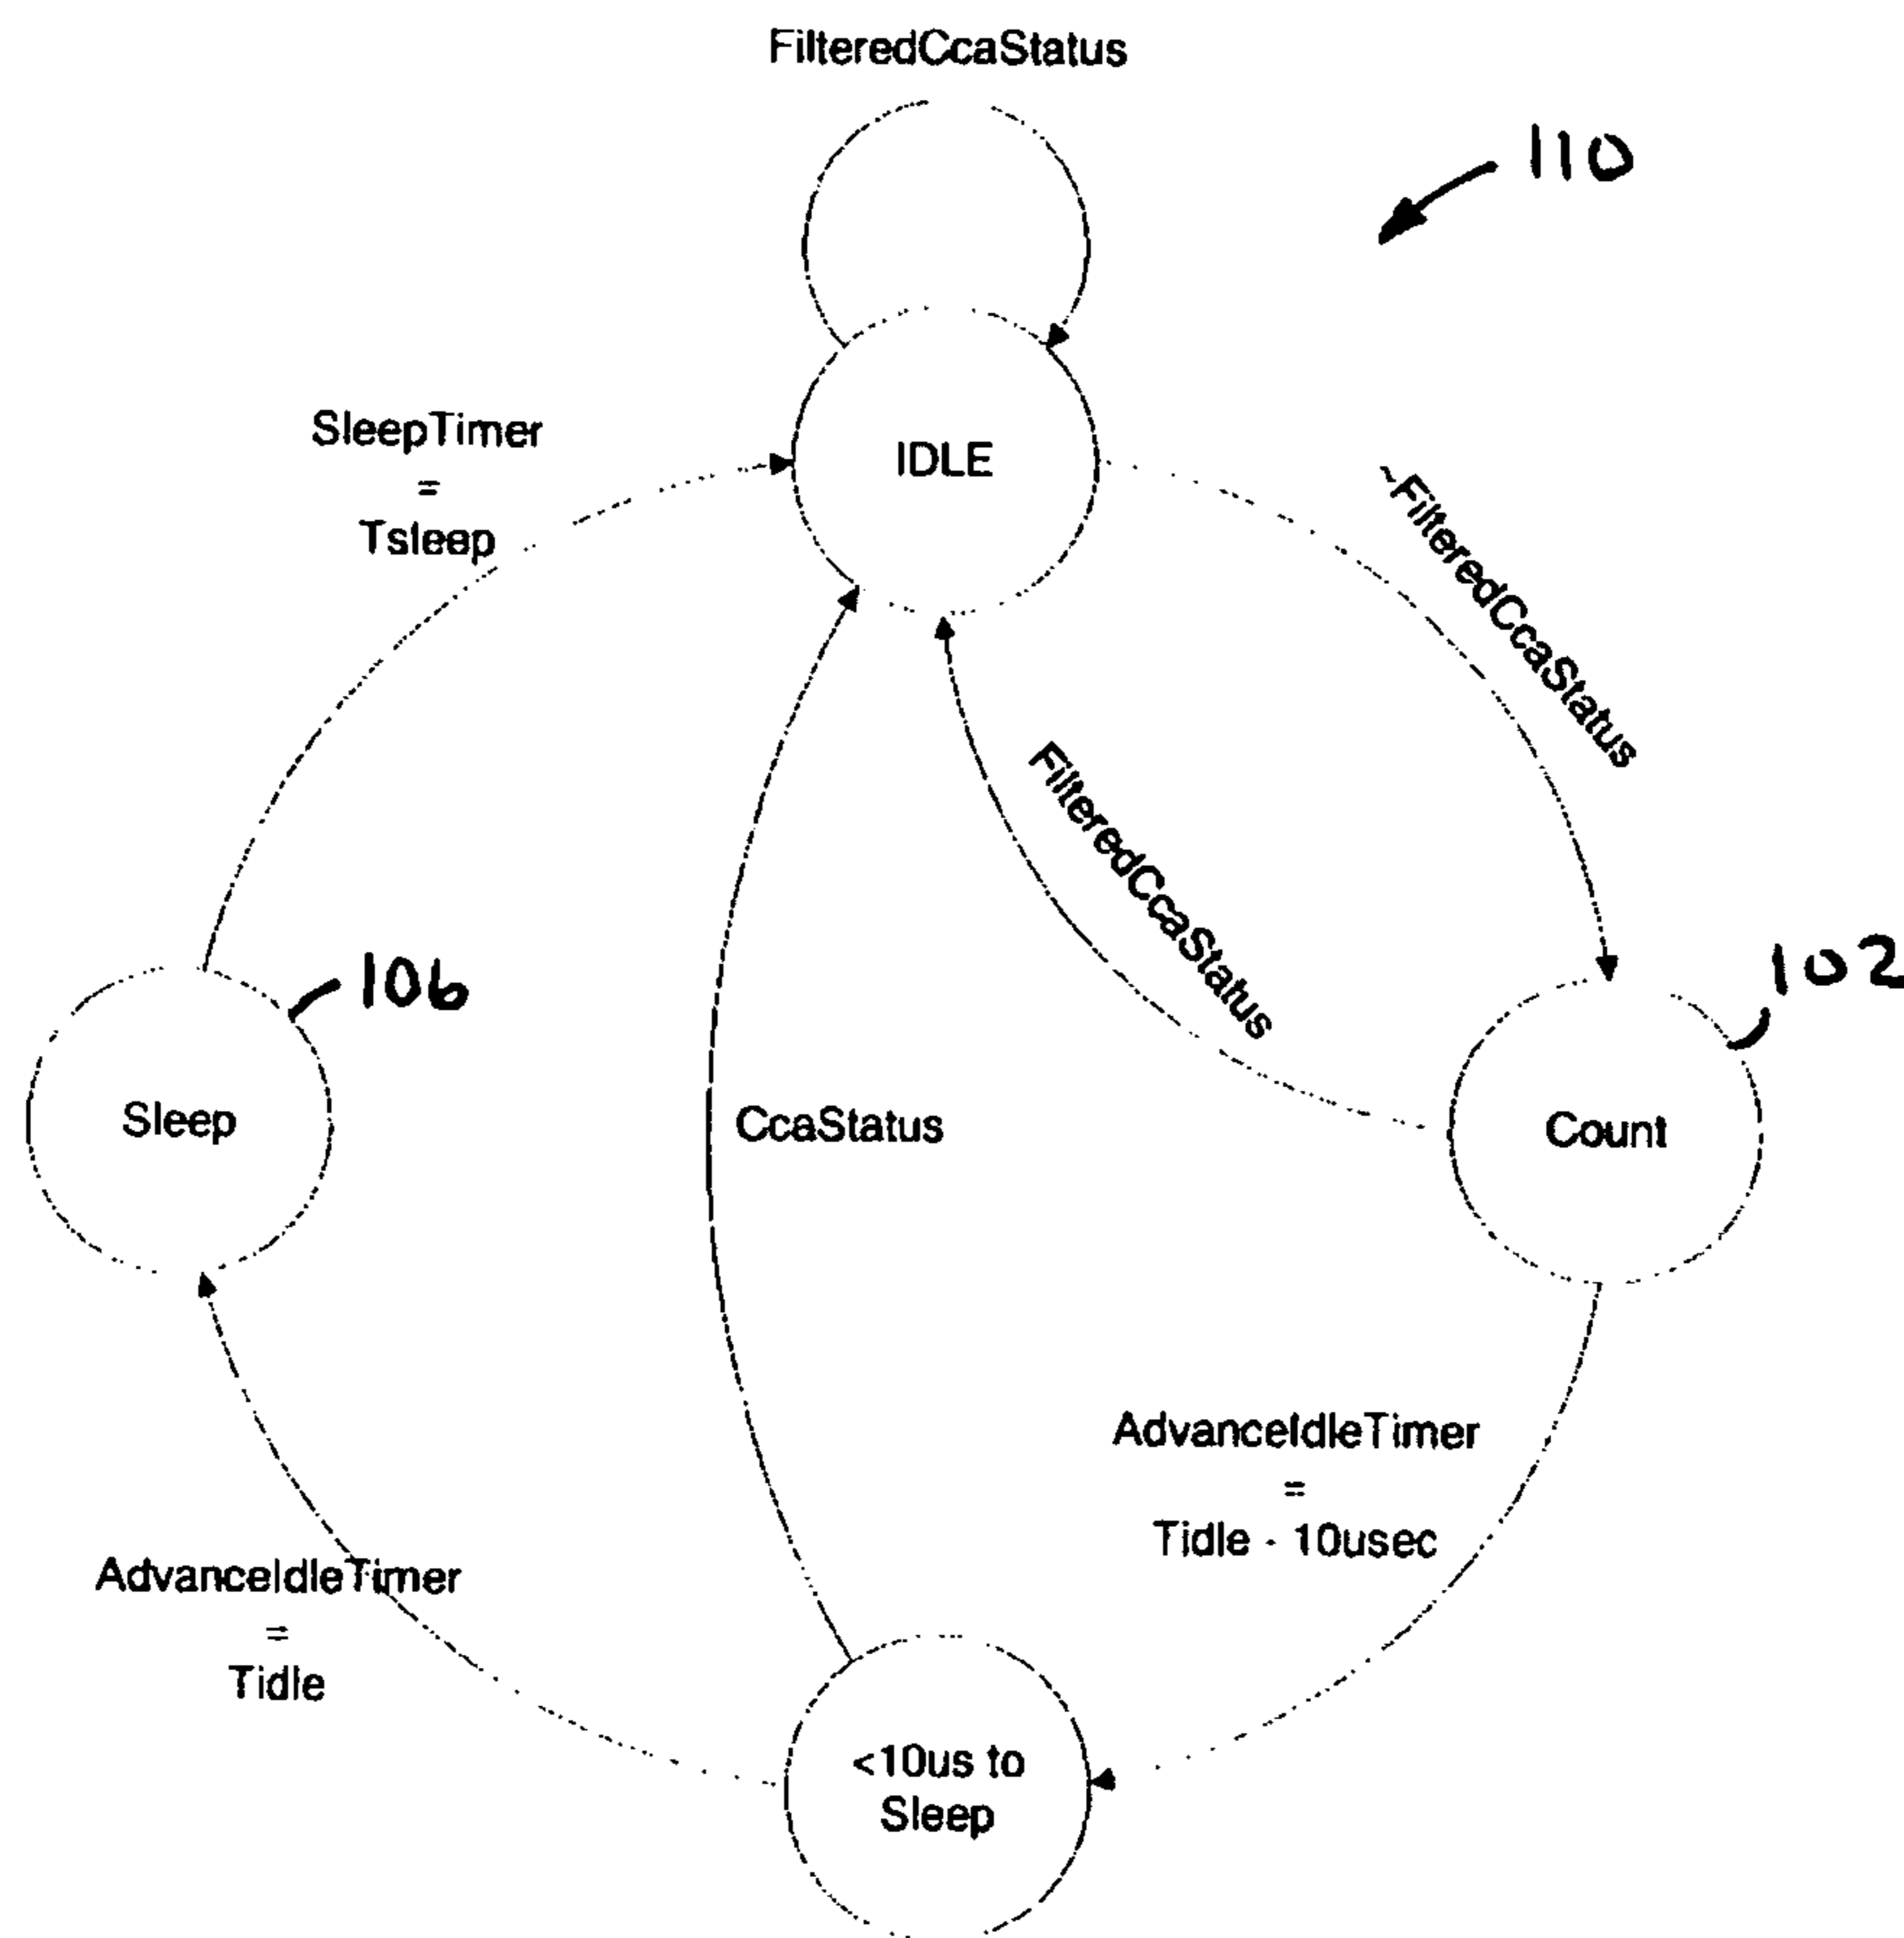 FilteredCcaStatus
110
SleepTimer
=
Tsleep
IDLE
~FilteredCcaStatus
FilteredCcaStatus
106
102
Sleep
CcaStatus
Count
AdvanceIdleTimer
=
Tidle - 10usec
AdvanceIdleTimer
=
Tidle
<10us to
Sleep